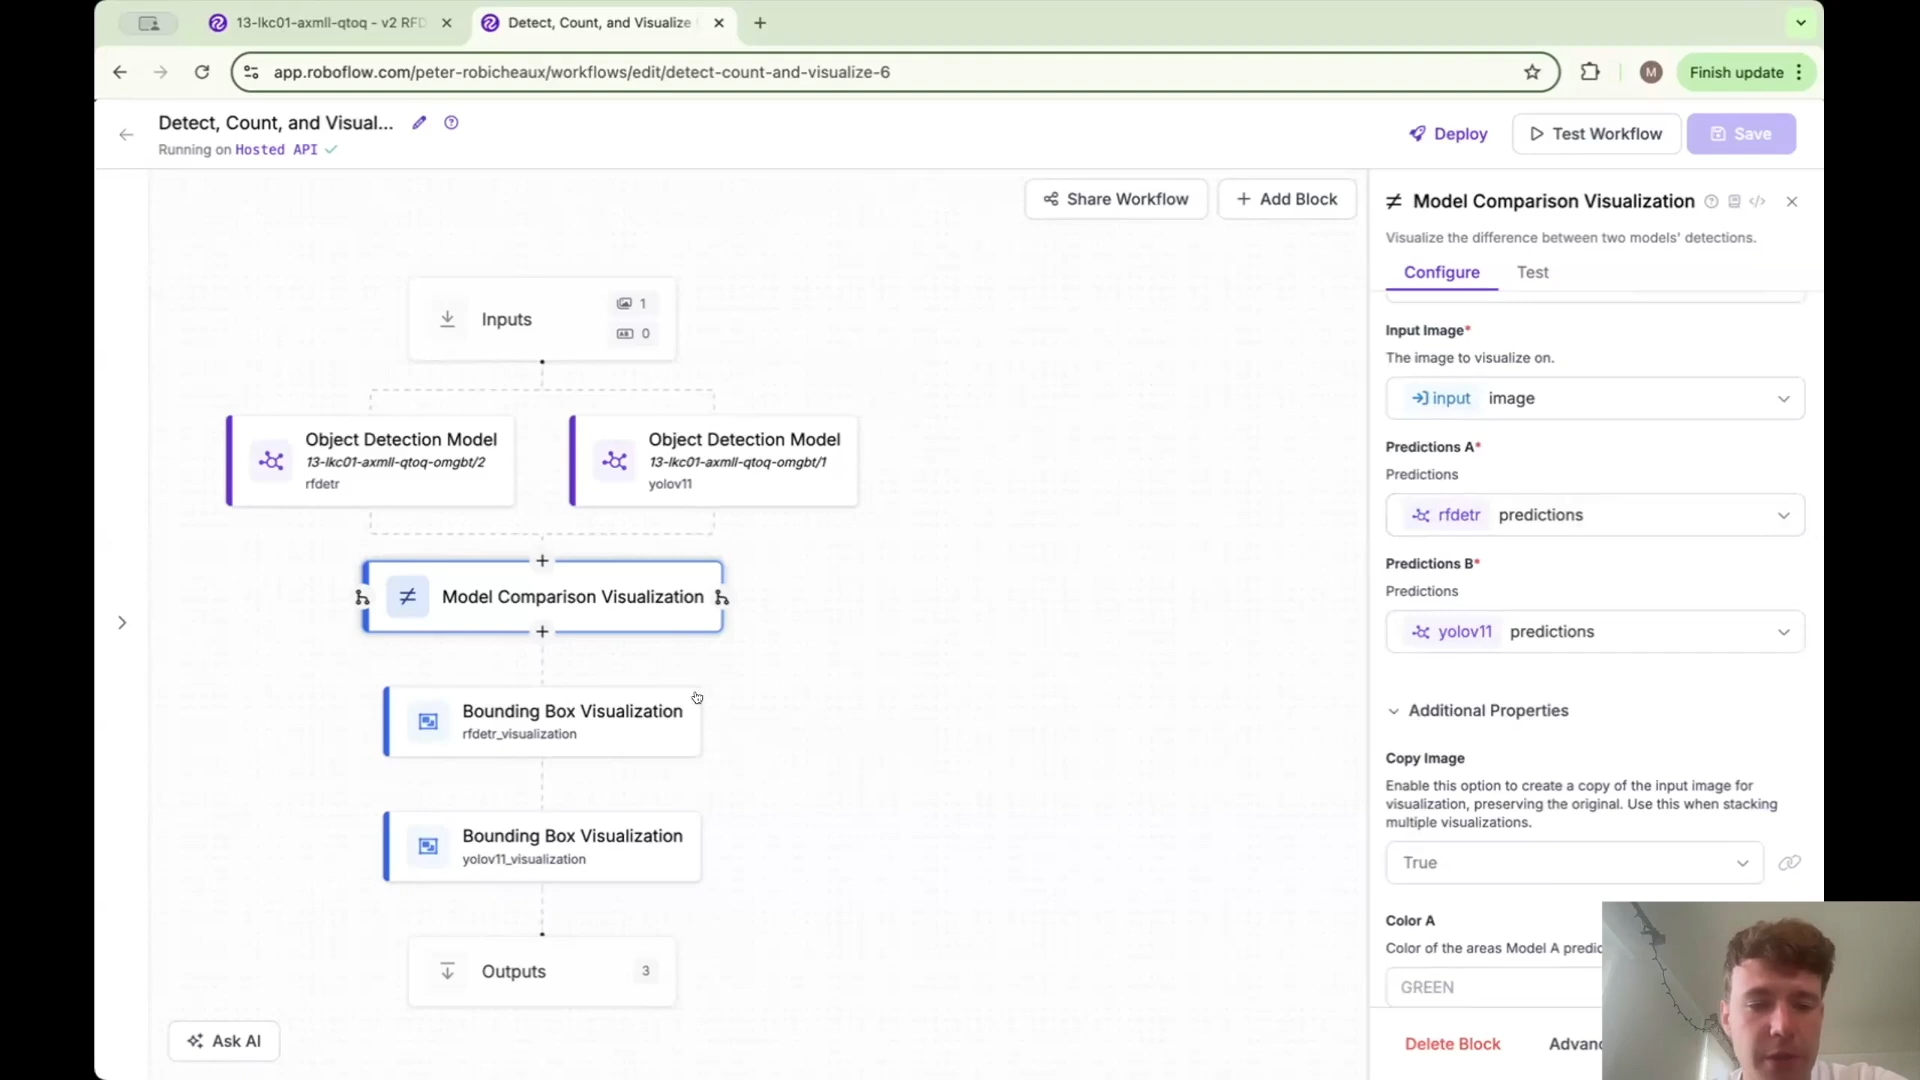 13-lkc01-axmll-qtoq - v2 RFD
Detect, Count, and Visualize
app.roboflow.com/peter-robicheaux/workflows/edit/detect-count-and-visualize-6
M
Finish update
Detect, Count, and Visual...
Running on Hosted API
Deploy
Test Workflow
Save
Share Workflow
Add Block
Inputs
1
0
Object Detection Model
13-lkc01-axmll-qtoq-omgbt/2
rfdetr
Object Detection Model
13-lkc01-axmll-qtoq-omgbt/1
yolov11
Model Comparison Visualization
Bounding Box Visualization
rfdetr_visualization
Bounding Box Visualization
yolov11_visualization
Outputs
3
Ask AI
Model Comparison Visualization
Visualize the difference between two models' detections.
Configure
Test
Input Image*
The image to visualize on.
input image
Predictions A*
Predictions
rfdetr predictions
Predictions B*
Predictions
yolov11 predictions
Additional Properties
Copy Image
Enable this option to create a copy of the input image for
visualization, preserving the original. Use this when stacking
multiple visualizations.
True
Color A
Color of the areas Model A predic
GREEN
Delete Block
Advanc